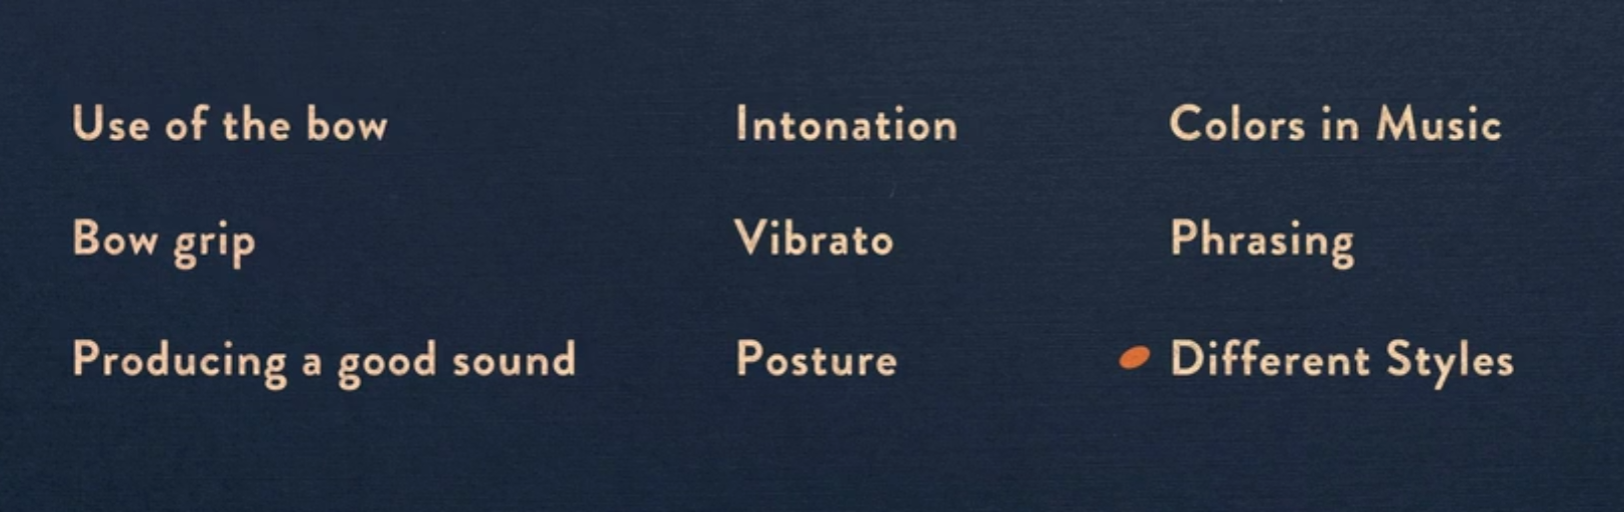 Use of the bow
Intonation
Colors in Music
Bow grip
Vibrato
Phrasing
Producing a good sound
Posture
Different Styles